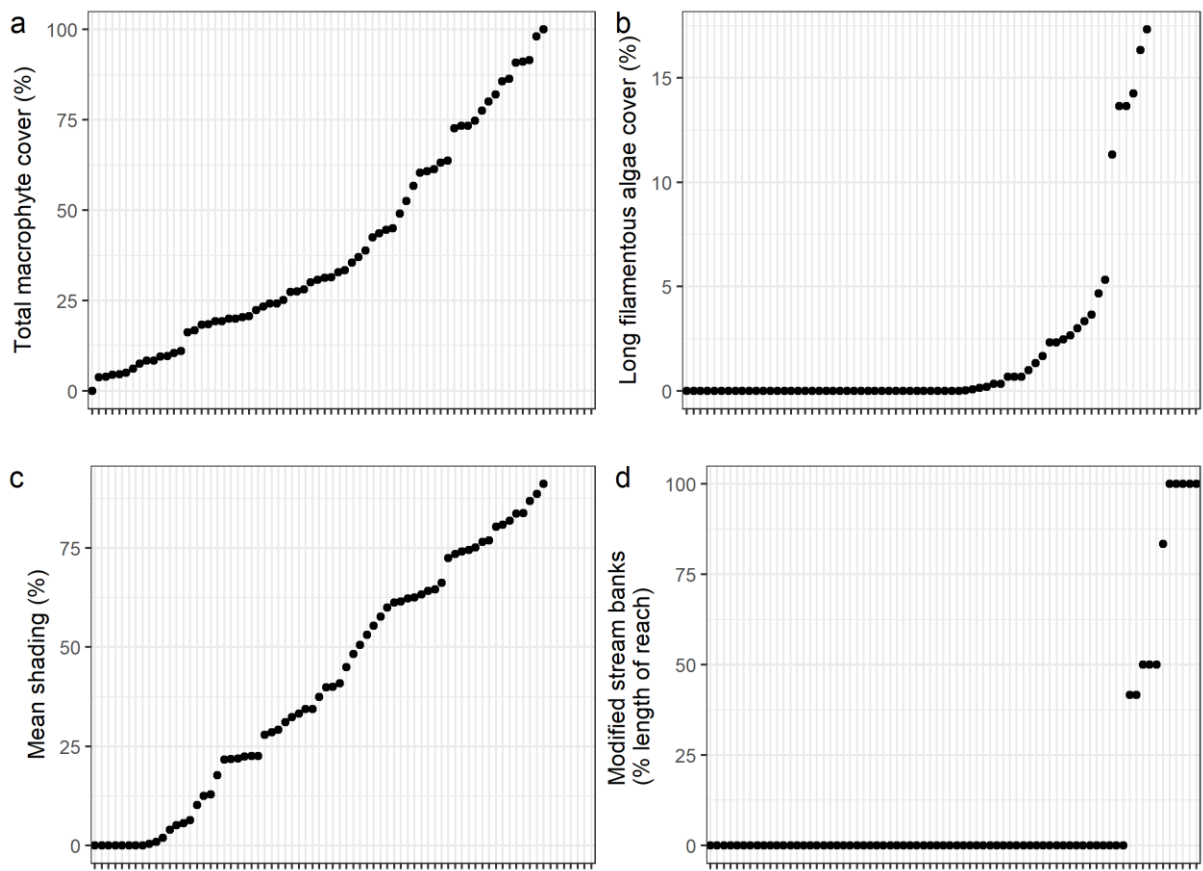 a
Total macrophyte cover (%)
100
75
50
25
0
b
Long filamentous algae cover (%)
15
10
5
0
c
Mean shading (%)
75
50
25
0
d
Modified stream banks
(% length of reach)
100
75
50
25
0